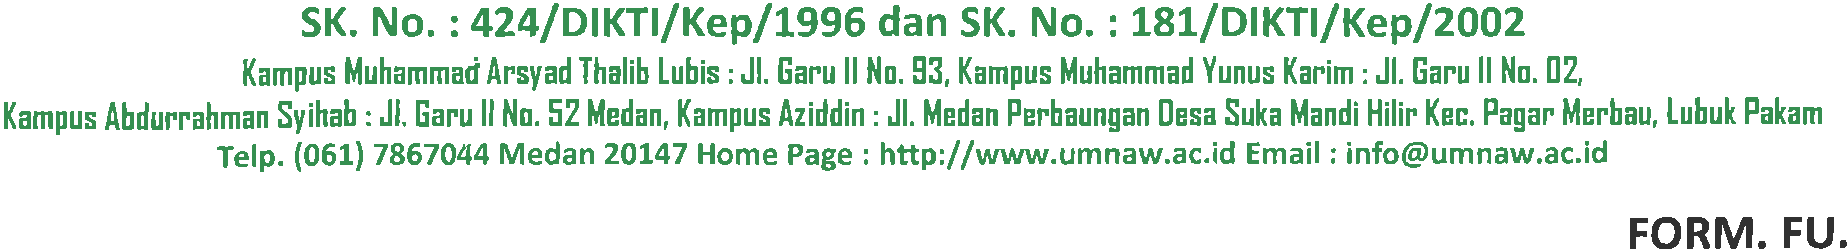 SK. No. : 424/DIKTI/Kep/1996 dan SK. No. : 181/DIKTI/Kep/2002
Kampus Muhammad Arsyad Thalib Lubis : Jl. Garu II No. 93, Kampus Muhammad Yunus Karim : Jl. Garu II No. 02,
Kampus Abdurrahman Syihab : Jl. Garu II No. 52 Medan, Kampus Aziddin : Jl. Medan Perbaungan Desa Suka Mandi Hilir Kec. Pagar Merbau, Lubuk Pakam
Telp. (061) 7867044 Medan 20147 Home Page : http://www.umnaw.ac.id Email : info@umnaw.ac.id
FORM. FU.